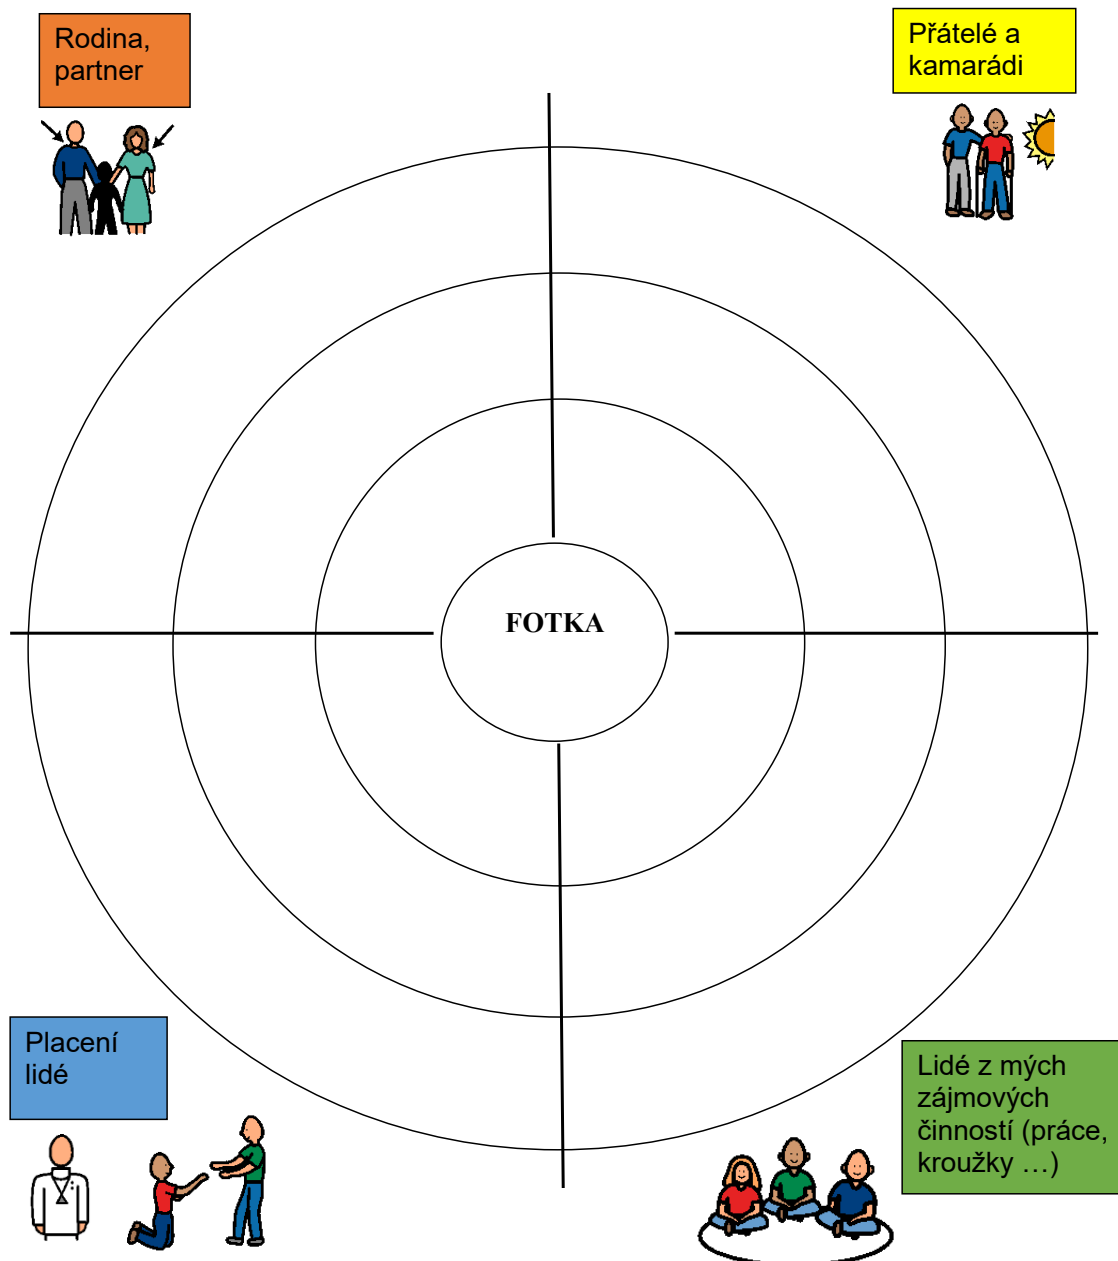 Rodina,
partner
Přátelé a
kamarádi
FOTKA
Placení
lidé
Lidé z mých
zájmových
činností (práce,
kroužky …)